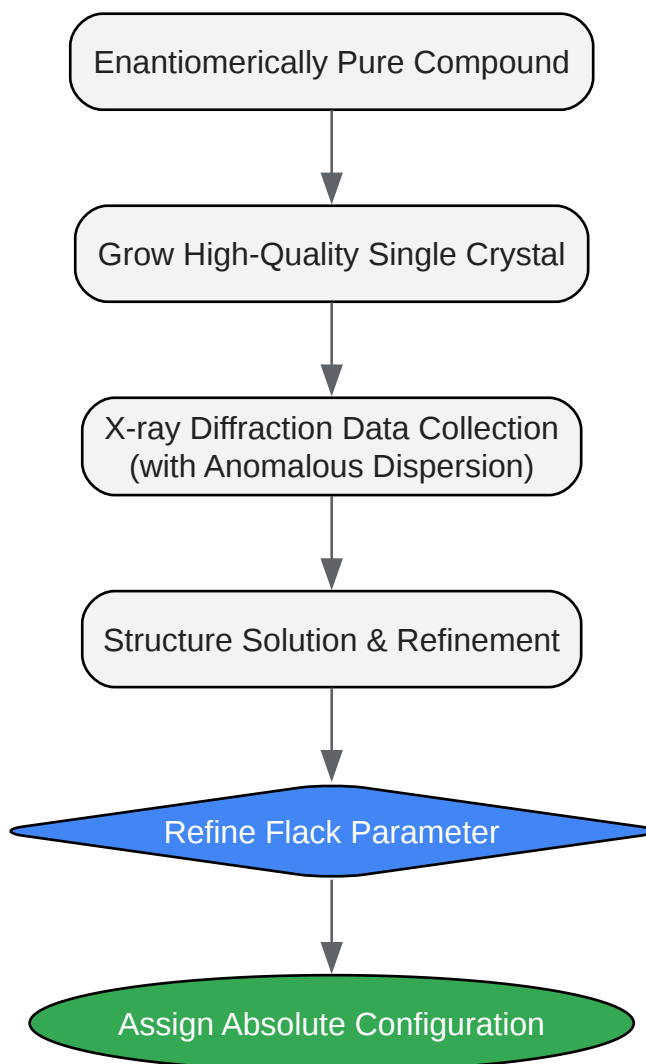 Enantiomerically Pure Compound
Grow High-Quality Single Crystal
X-ray Diffraction Data Collection
(with Anomalous Dispersion)
Structure Solution & Refinement
Refine Flack Parameter
Assign Absolute Configuration